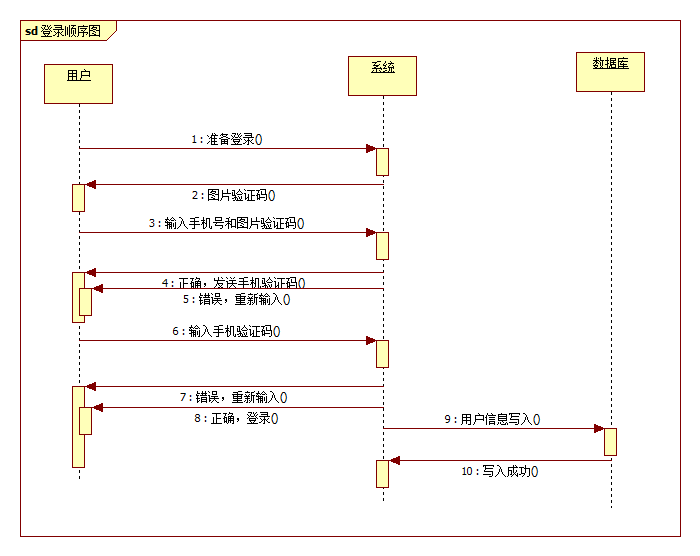 sd 登录顺序图
用户
系统
数据库
1 : 准备登录()
2 : 图片验证码()
3 : 输入手机号和图片验证码()
4 : 正确，发送手机验证码()
5 : 错误，重新输入()
6 : 输入手机验证码()
7 : 错误，重新输入()
8 : 正确，登录()
9 : 用户信息写入()
10 : 写入成功()